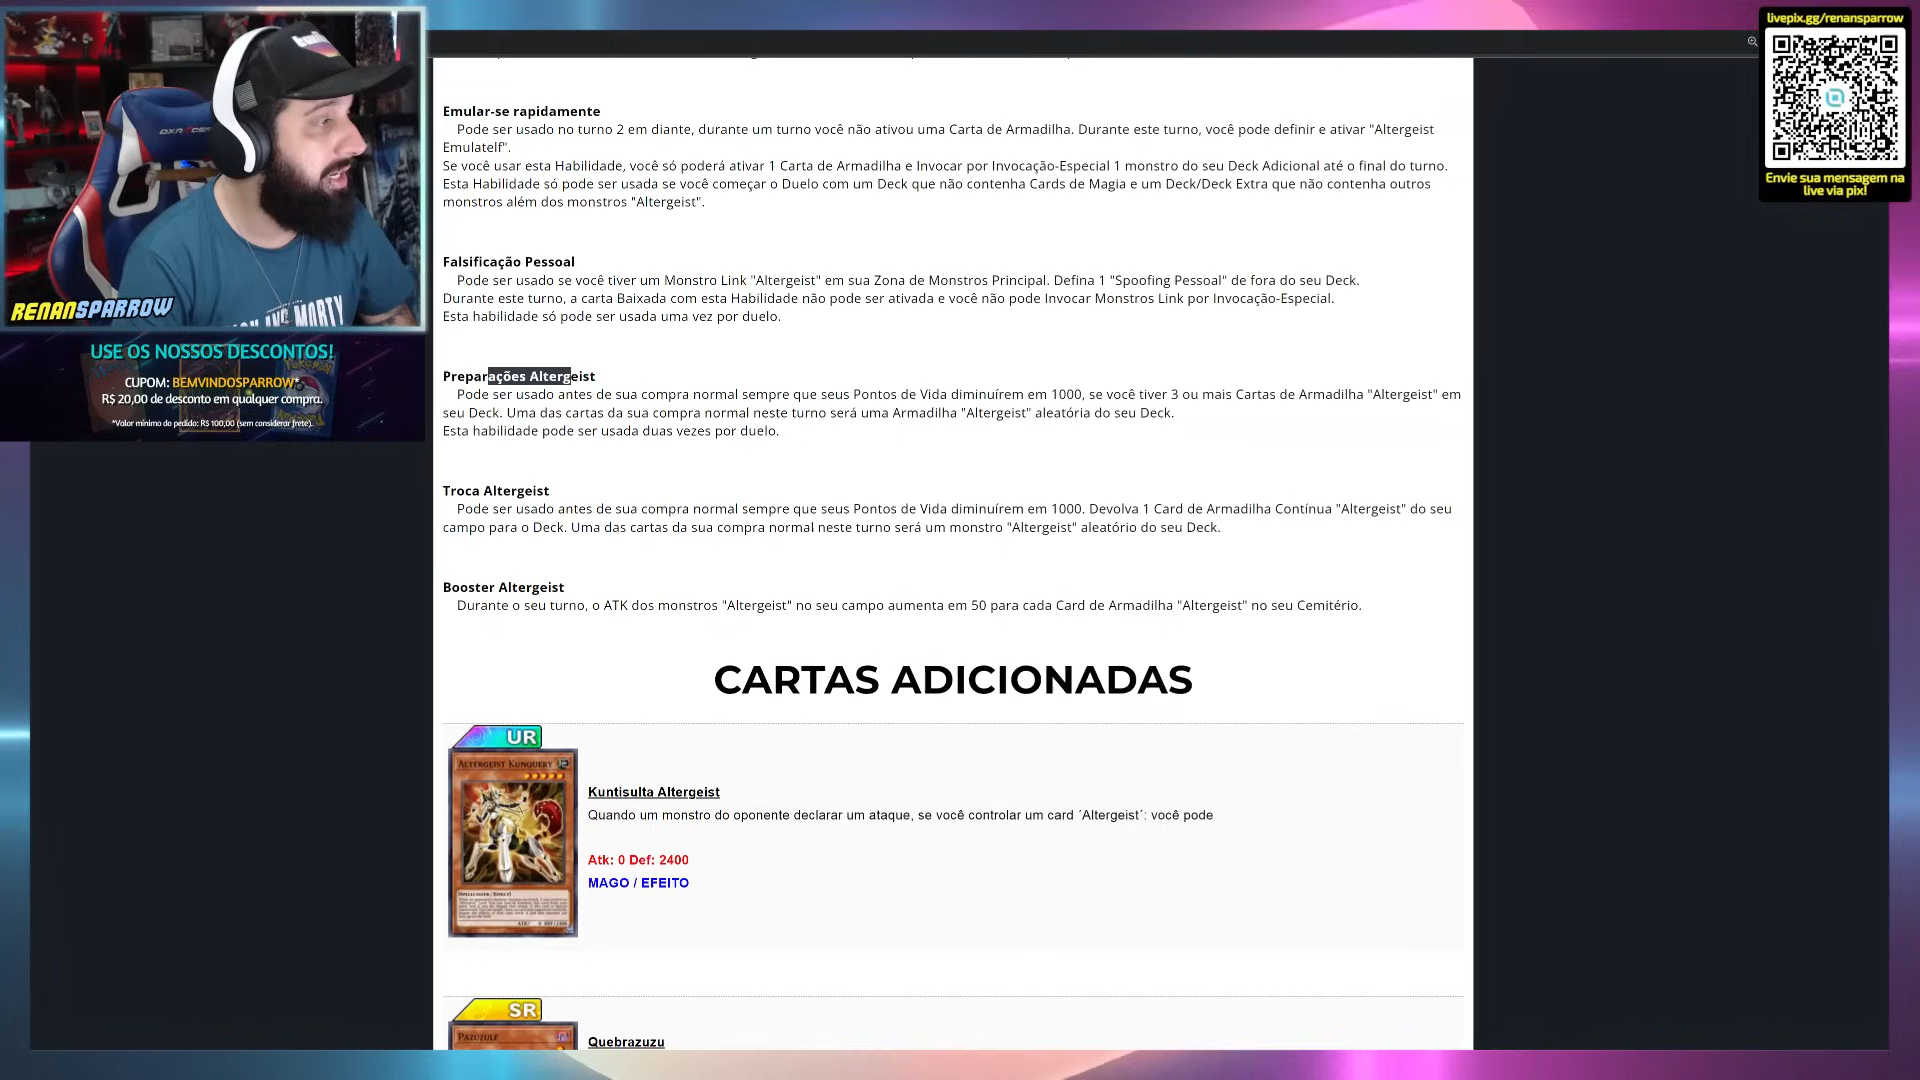 livepix.gg/renansparrow
Envie sua mensagem na
live via pix!
DXRACER
RENANSPARROW
USE OS NOSSOS DESCONTOS!
CUPOM: BEMVINDOSPARROW*
R$ 20,00 de desconto em qualquer compra.
*Valor mínimo do pedido: R$ 100,00 (sem considerar frete).
Emular-se rapidamente
Pode ser usado no turno 2 em diante, durante um turno você não ativou uma Carta de Armadilha. Durante este turno, você pode definir e ativar "Altergeist
Emulatelf".
Se você usar esta Habilidade, você só poderá ativar 1 Carta de Armadilha e Invocar por Invocação-Especial 1 monstro do seu Deck Adicional até o final do turno.
Esta Habilidade só pode ser usada se você começar o Duelo com um Deck que não contenha Cards de Magia e um Deck/Deck Extra que não contenha outros
monstros além dos monstros "Altergeist".
Falsificação Pessoal
Pode ser usado se você tiver um Monstro Link "Altergeist" em sua Zona de Monstros Principal. Defina 1 "Spoofing Pessoal" de fora do seu Deck.
Durante este turno, a carta Baixada com esta Habilidade não pode ser ativada e você não pode Invocar Monstros Link por Invocação-Especial.
Esta habilidade só pode ser usada uma vez por duelo.
Preparações Altergeist
Pode ser usado antes de sua compra normal sempre que seus Pontos de Vida diminuírem em 1000, se você tiver 3 ou mais Cartas de Armadilha "Altergeist" em
seu Deck. Uma das cartas da sua compra normal neste turno será uma Armadilha "Altergeist" aleatória do seu Deck.
Esta habilidade pode ser usada duas vezes por duelo.
Troca Altergeist
Pode ser usado antes de sua compra normal sempre que seus Pontos de Vida diminuírem em 1000. Devolva 1 Card de Armadilha Contínua "Altergeist" do seu
campo para o Deck. Uma das cartas da sua compra normal neste turno será um monstro "Altergeist" aleatório do seu Deck.
Booster Altergeist
Durante o seu turno, o ATK dos monstros "Altergeist" no seu campo aumenta em 50 para cada Card de Armadilha "Altergeist" no seu Cemitério.
CARTAS ADICIONADAS
UR
ALTERGEIST KUNQUERY
Kuntisulta Altergeist
Quando um monstro do oponente declarar um ataque, se você controlar um card ´Altergeist´: você pode
Atk: 0 Def: 2400
MAGO / EFEITO
SR
PAZUZULE
Quebrazuzu